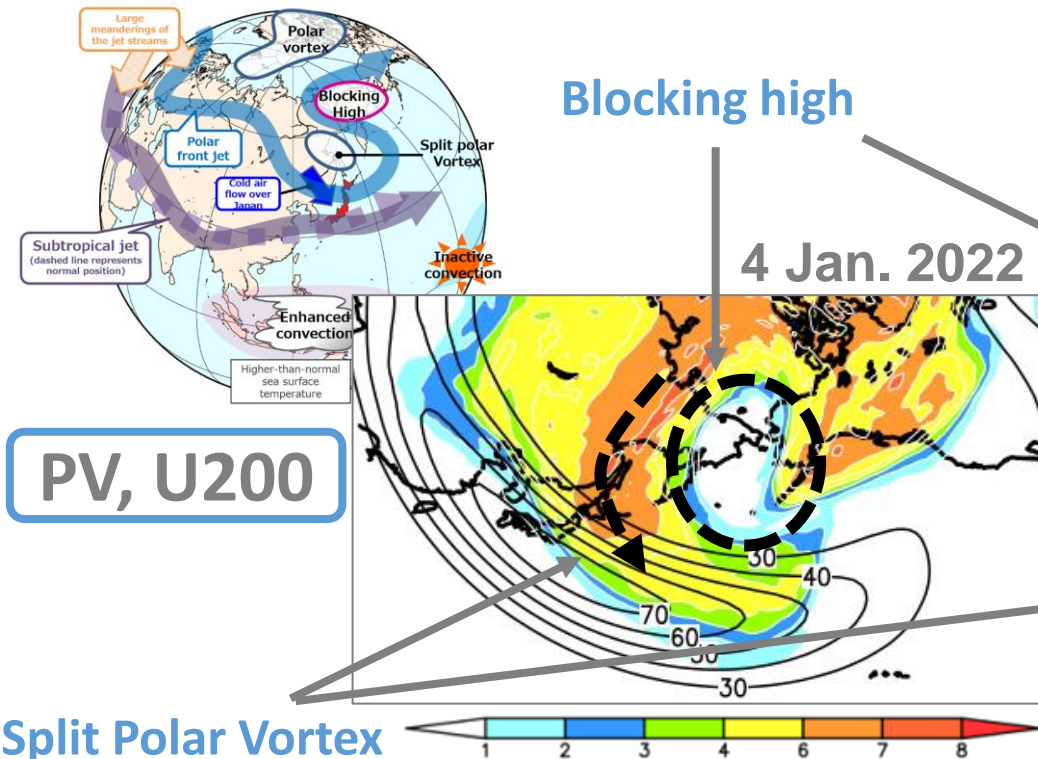 Large
meanderings of
the jet streams
Polar
vortex
Blocking
High
Polar
front jet
Split polar
Vortex
Cold air
flow over
Japan
Subtropical jet
(dashed line represents
normal position)
Inactive
convection
Enhanced
convection
Higher-than-normal
sea surface
temperature
Blocking high
4 Jan. 2022
PV, U200
30
40
70
60
50
30
Split Polar Vortex
1 2 3 4 6 7 8